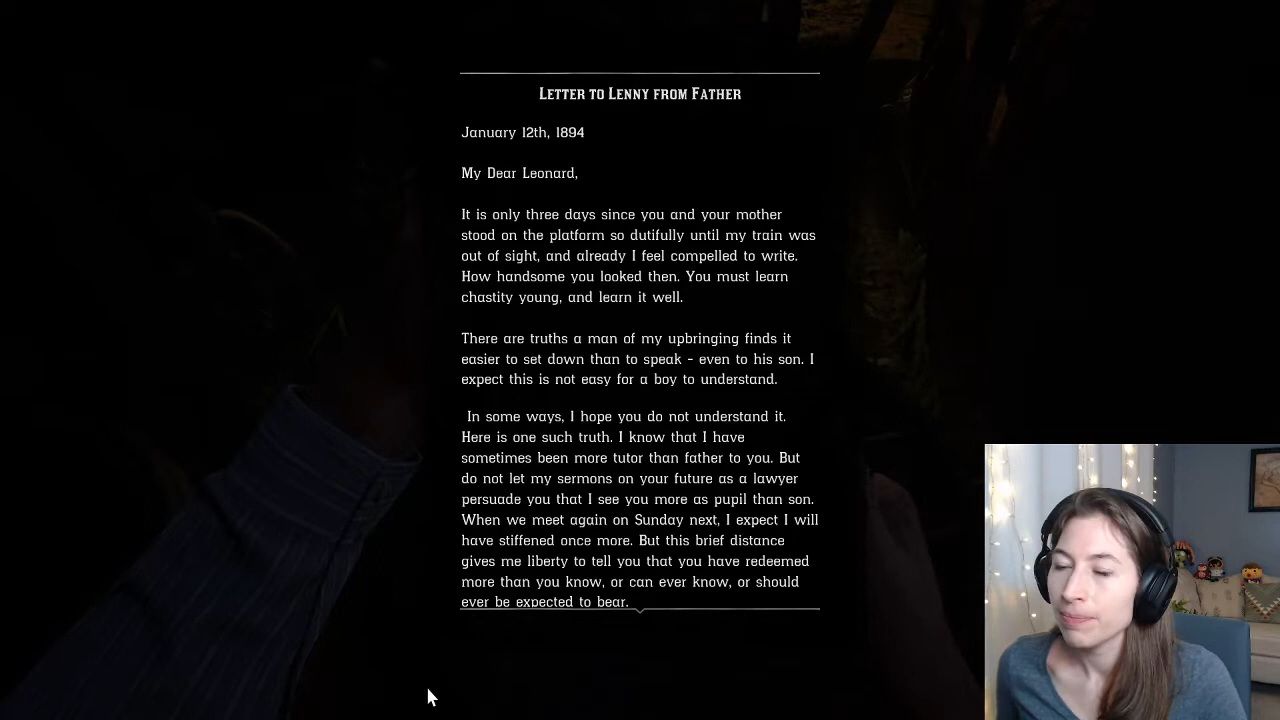 Letter to Lenny from Father
January 12th, 1894
My Dear Leonard,
It is only three days since you and your mother
stood on the platform so dutifully until my train was
out of sight, and already I feel compelled to write.
How handsome you looked then. You must learn
chastity young, and learn it well.
There are truths a man of my upbringing finds it
easier to set down than to speak - even to his son. I
expect this is not easy for a boy to understand.
In some ways, I hope you do not understand it.
Here is one such truth. I know that I have
sometimes been more tutor than father to you. But
do not let my sermons on your future as a lawyer
persuade you that I see you more as pupil than son.
When we meet again on Sunday next, I expect I will
have stiffened once more. But this brief distance
gives me liberty to tell you that you have redeemed
more than you know, or can ever know, or should
ever be expected to bear.